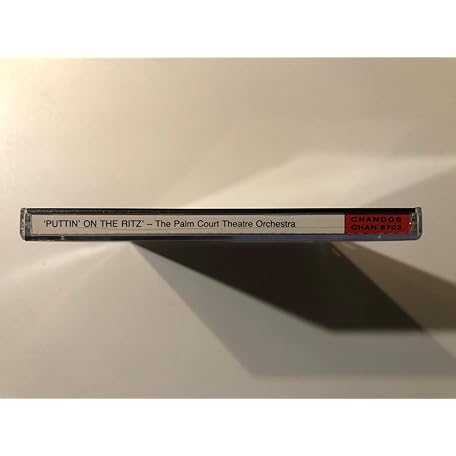 'PUTTIN' ON THE RITZ' – The Palm Court Theatre Orchestra
CHANDOS
CHAN 8703